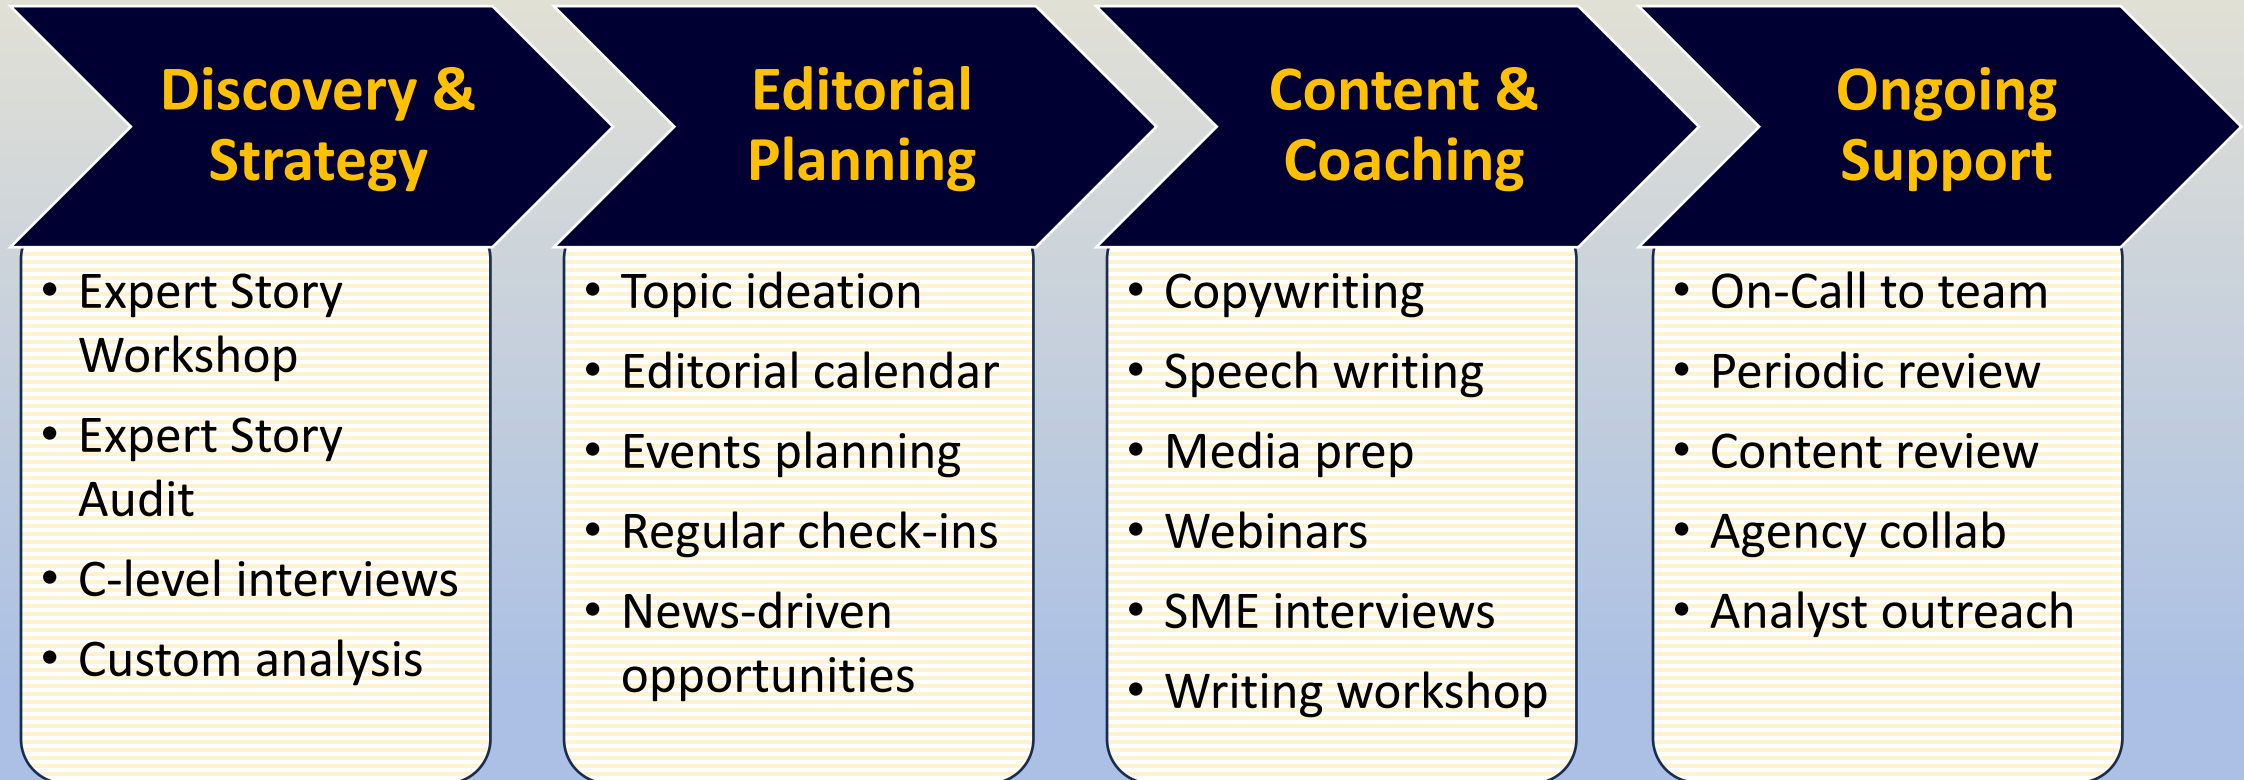 Discovery &
Strategy
• Expert Story
Workshop
• Expert Story
Audit
• C-level interviews
• Custom analysis
Editorial
Planning
• Topic ideation
• Editorial calendar
• Events planning
• Regular check-ins
• News-driven
opportunities
Content &
Coaching
• Copywriting
• Speech writing
• Media prep
• Webinars
• SME interviews
• Writing workshop
Ongoing
Support
• On-Call to team
• Periodic review
• Content review
• Agency collab
• Analyst outreach